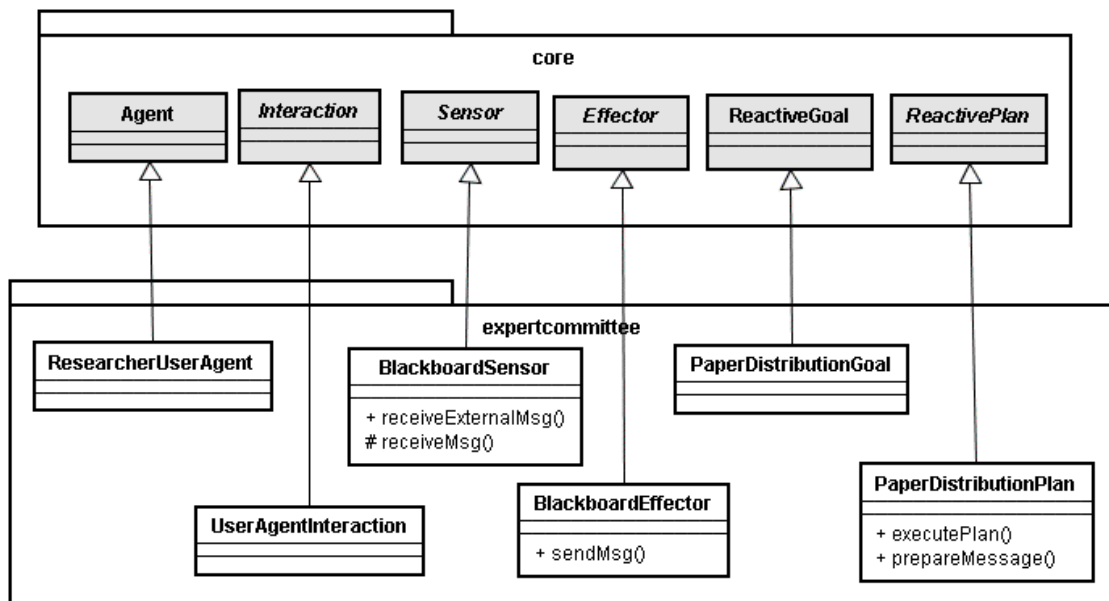 core
Agent
Interaction
Sensor
Effector
ReactiveGoal
ReactivePlan
expertcommittee
ResearcherUserAgent
BlackboardSensor
+ receiveExternalMsg()
# receiveMsg()
PaperDistributionGoal
UserAgentInteraction
BlackboardEffector
+ sendMsg()
PaperDistributionPlan
+ executePlan()
+ prepareMessage()